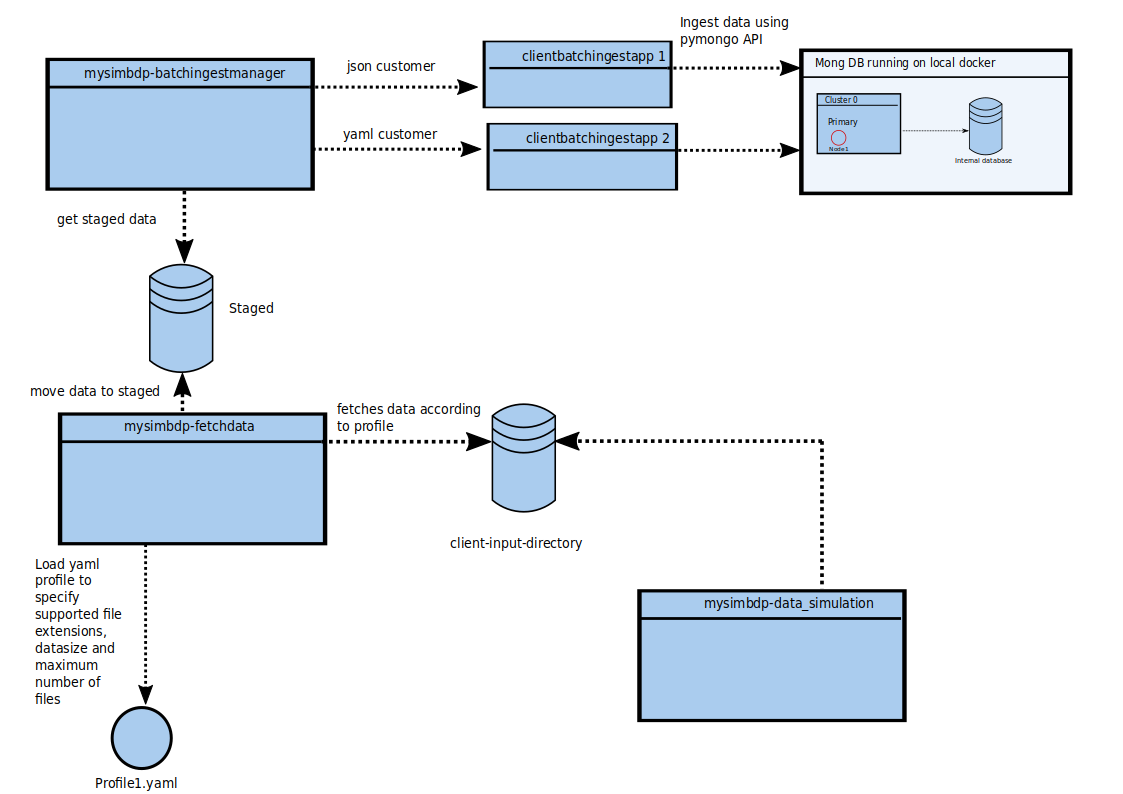 Ingest data using
pymongo API
mysimbdp-batchingestmanager
json customer
yaml customer
clientbatchingestapp 1
clientbatchingestapp 2
Mong DB running on local docker
Cluster 0
Primary
Node1
Internal database
get staged data
Staged
move data to staged
mysimbdp-fetchdata
fetches data according
to profile
client-input-directory
Load yaml
profile to
specify
supported file
extensions,
datasize and
maximum
number of
files
mysimbdp-data_simulation
Profile1.yaml